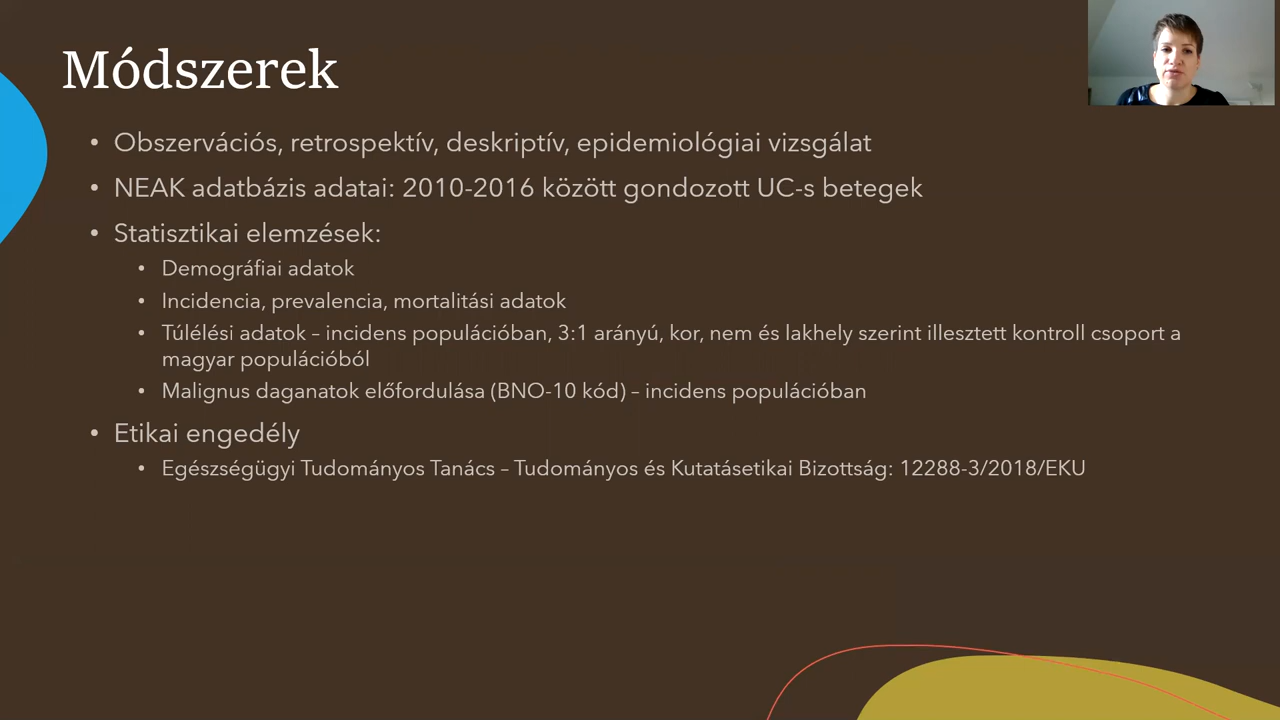 Módszerek
• Obszervációs, retrospektív, deskriptív, epidemiológiai vizsgálat
• NEAK adatbázis adatai: 2010-2016 között gondozott UC-s betegek
• Statisztikai elemzések:
• Demográfiai adatok
• Incidencia, prevalencia, mortalitási adatok
• Túlélési adatok – incidens populációban, 3:1 arányú, kor, nem és lakhely szerint illesztett kontroll csoport a
magyar populációból
• Malignus daganatok előfordulása (BNO-10 kód) – incidens populációban
• Etikai engedély
• Egészségügyi Tudományos Tanács – Tudományos és Kutatásetikai Bizottság: 12288-3/2018/EKU